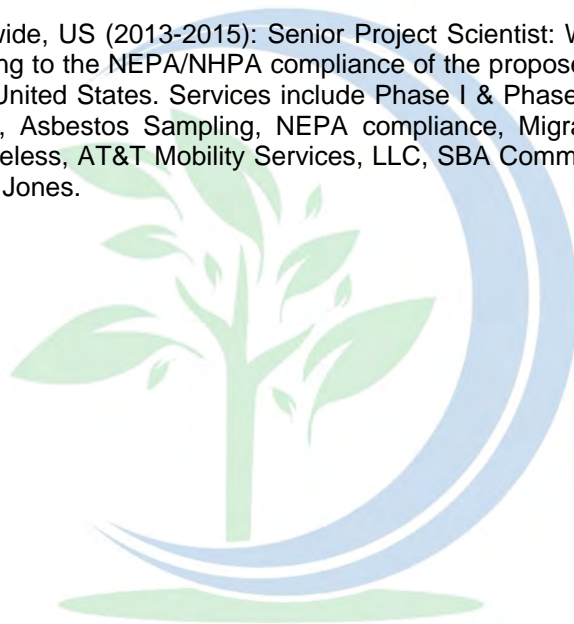 wide, US (2013-2015): Senior Project Scientist: W
ng to the NEPA/NHPA compliance of the propose
United States. Services include Phase I & Phase
, Asbestos Sampling, NEPA compliance, Migra
eless, AT&T Mobility Services, LLC, SBA Comm
Jones.